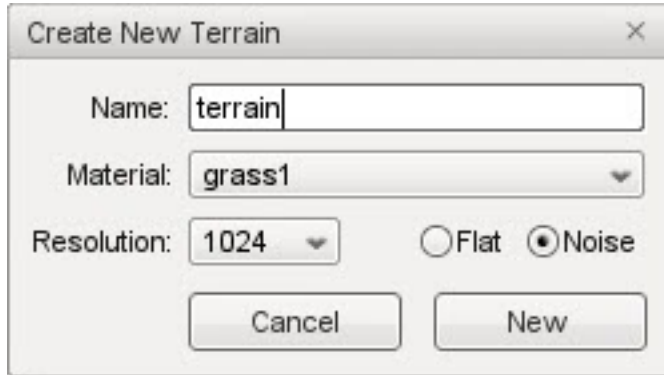 Create New Terrain
Name: terrain
Material: grass1
Resolution: 1024 Flat Noise
Cancel New